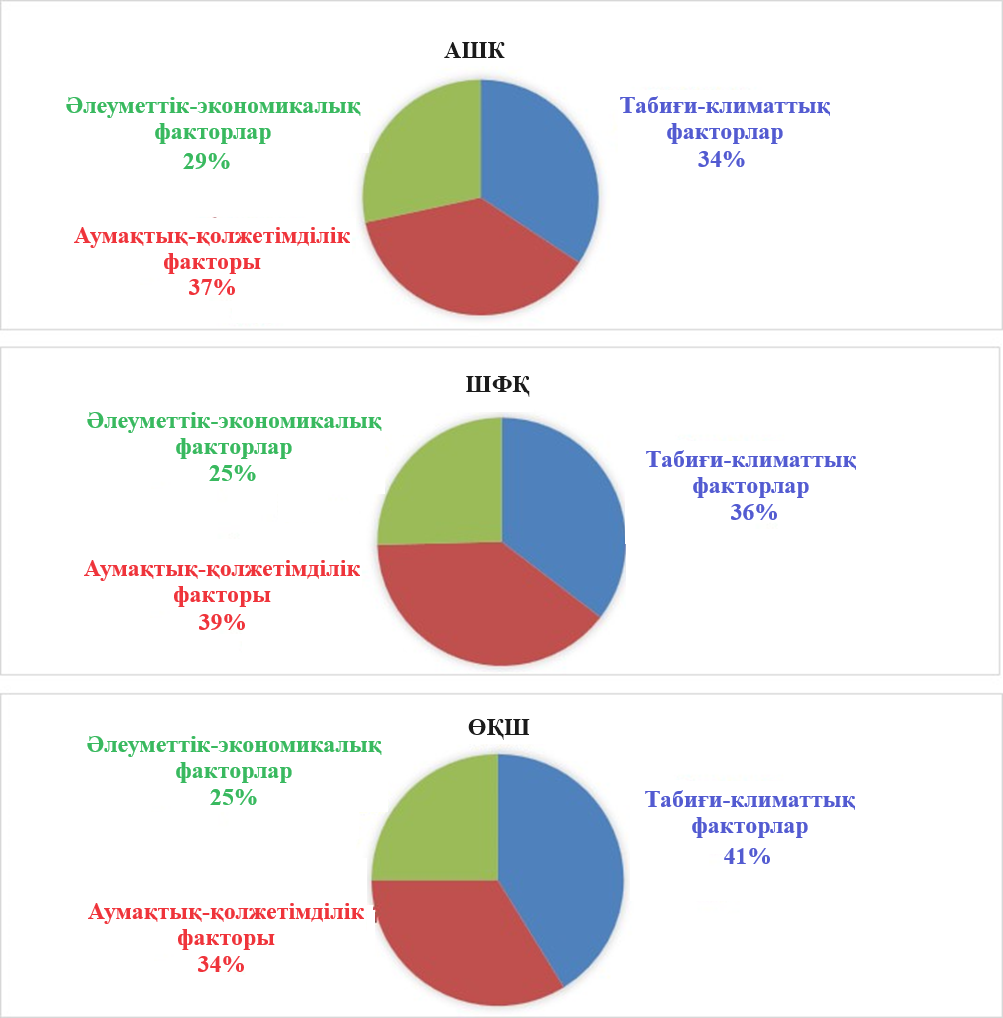 АШК
Әлеуметтік-экономикалық
факторлар
29%
Табиғи-климаттық
факторлар
34%
Аумақтық-қолжетімділік
факторы
37%
ШФҚ
Әлеуметтік-экономикалық
факторлар
25%
Табиғи-климаттық
факторлар
36%
Аумақтық-қолжетімділік
факторы
39%
ӨҚШ
Әлеуметтік-экономикалық
факторлар
25%
Табиғи-климаттық
факторлар
41%
Аумақтық-қолжетімділік
факторы
34%